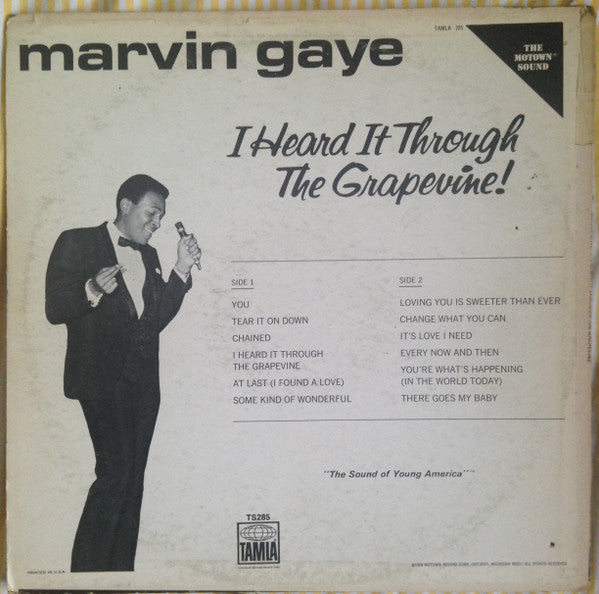 TAMLA 285
marvin gaye
THE
MOTOWN
SOUND
I Heard It Through
The Grapevine!
SIDE 1
YOU
TEAR IT ON DOWN
CHAINED
I HEARD IT THROUGH
THE GRAPEVINE
AT LAST (I FOUND A LOVE)
SOME KIND OF WONDERFUL
SIDE 2
LOVING YOU IS SWEETER THAN EVER
CHANGE WHAT YOU CAN
IT'S LOVE I NEED
EVERY NOW AND THEN
YOU'RE WHAT'S HAPPENING
(IN THE WORLD TODAY)
THERE GOES MY BABY
"The Sound of Young America"™
TS285
TAMLA
PRINTED IN U.S.A.